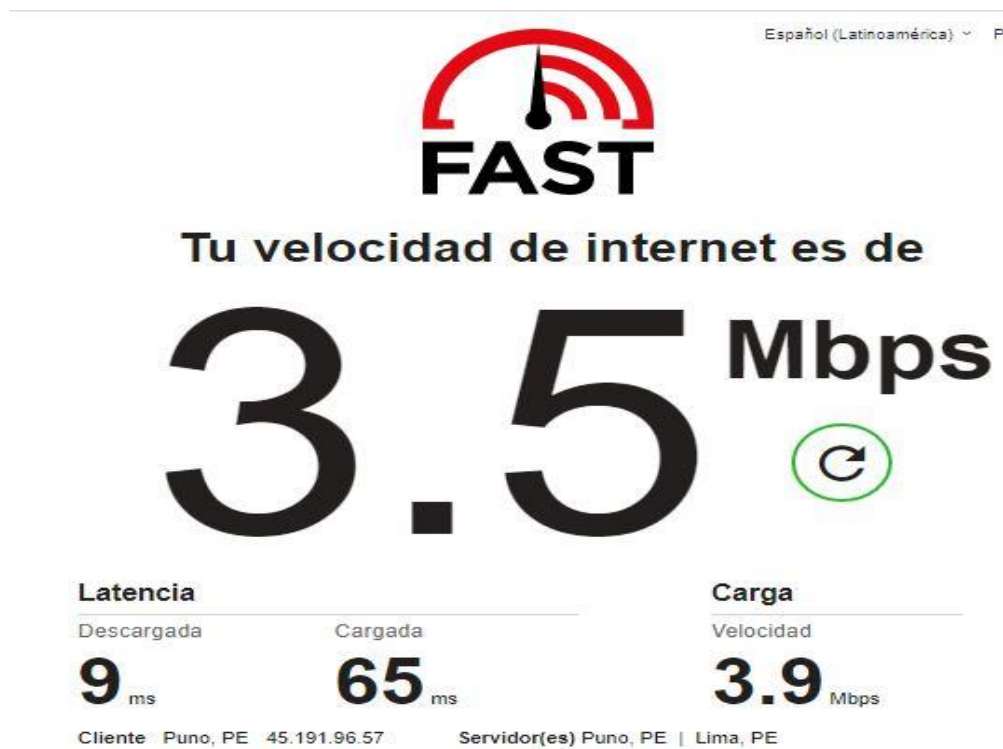 Español (Latinoamérica) P
FAST
Tu velocidad de internet es de
3.5 Mbps
Latencia Carga
Descargada Cargada Velocidad
9 ms 65 ms 3.9 Mbps
Cliente Puno, PE 45.191.96.57 Servidor(es) Puno, PE | Lima, PE